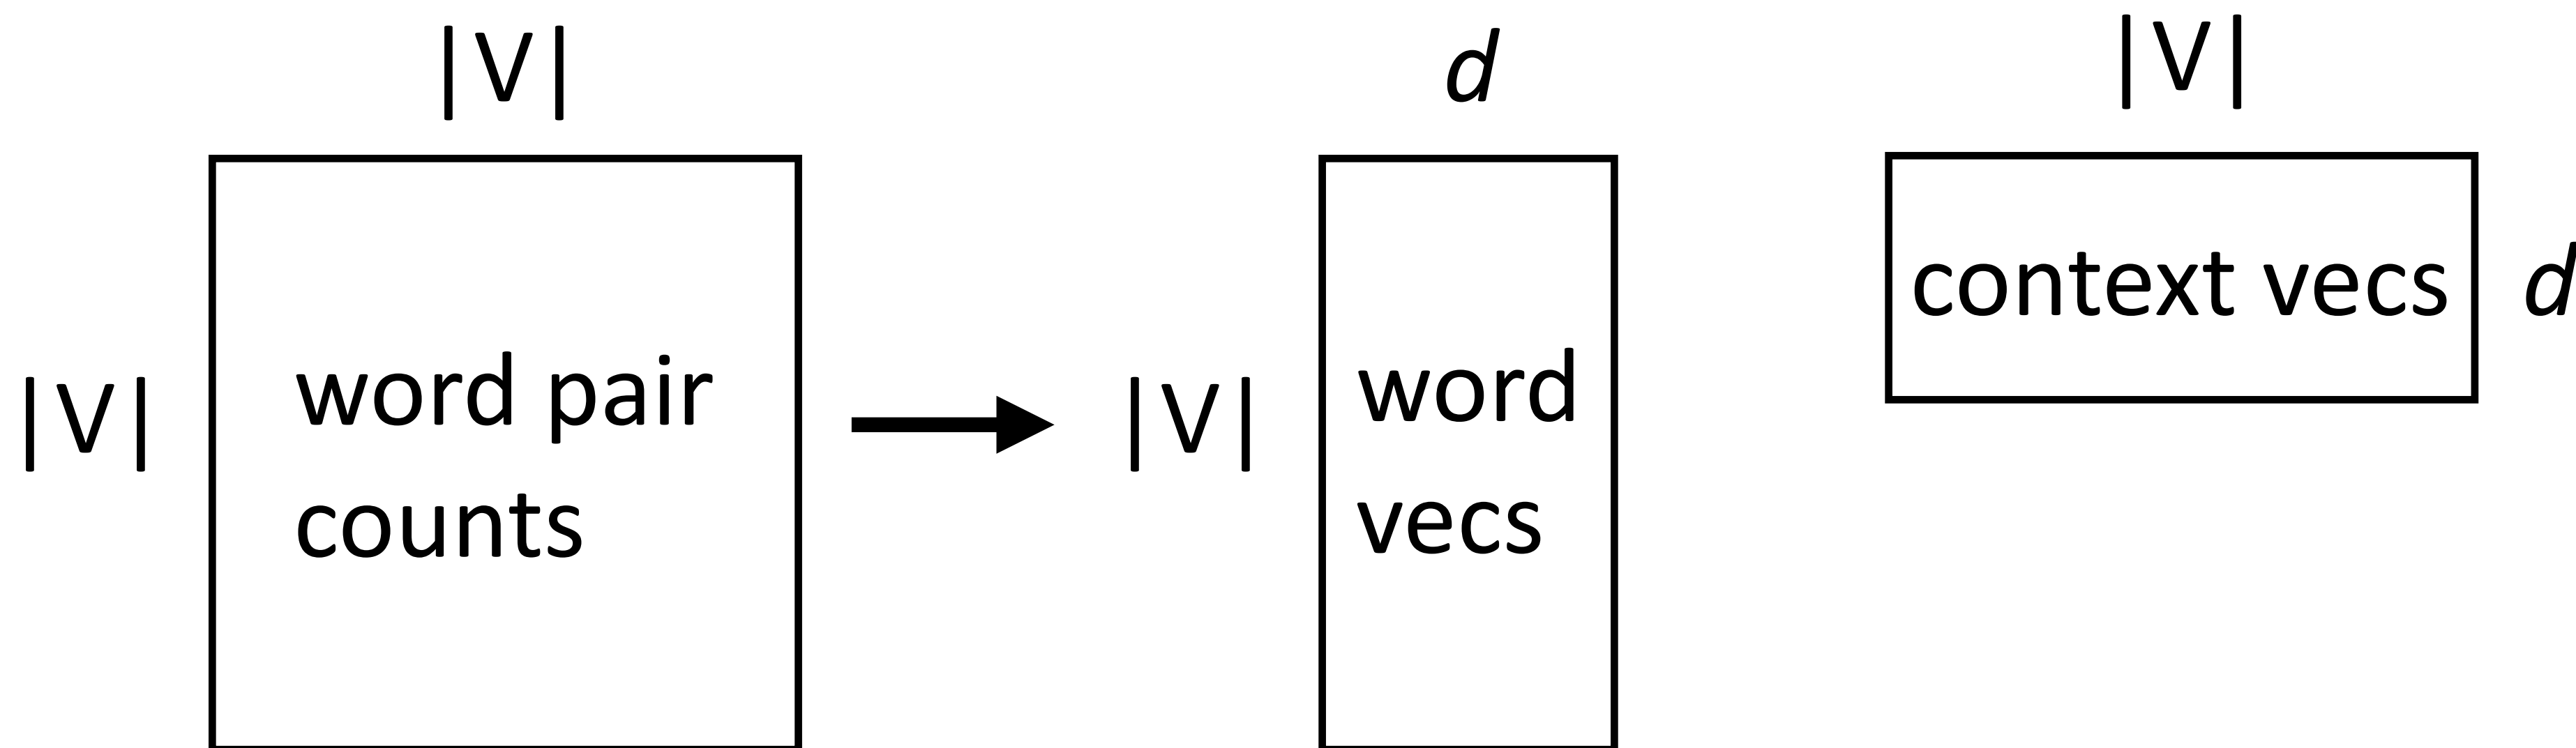 |V|
d
|V|
|V|
word pair
counts
|V|
word
vecs
context vecs
d